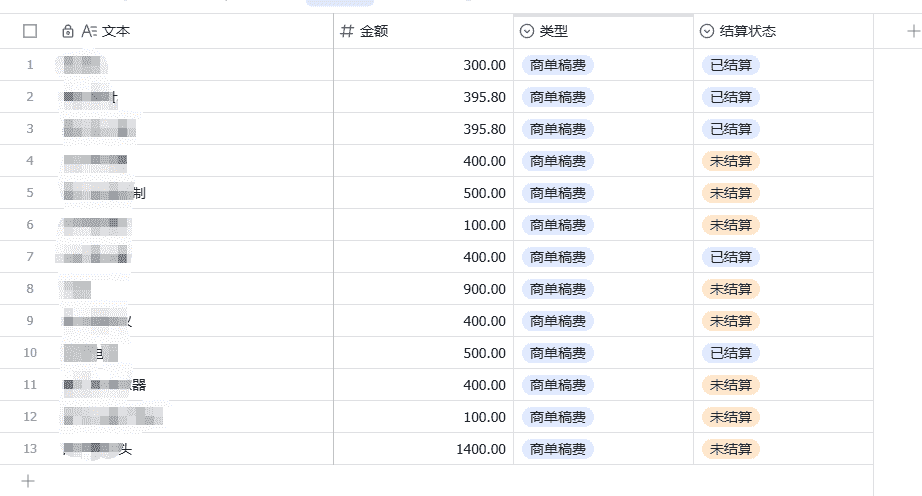 文本 金额 类型 结算状态
1 300.00 商单稿费 已结算
2 395.80 商单稿费 已结算
3 395.80 商单稿费 已结算
4 400.00 商单稿费 未结算
5 制 500.00 商单稿费 未结算
6 100.00 商单稿费 未结算
7 400.00 商单稿费 已结算
8 900.00 商单稿费 未结算
9 400.00 商单稿费 未结算
10 500.00 商单稿费 已结算
11 器 400.00 商单稿费 未结算
12 100.00 商单稿费 未结算
13 头 1400.00 商单稿费 未结算